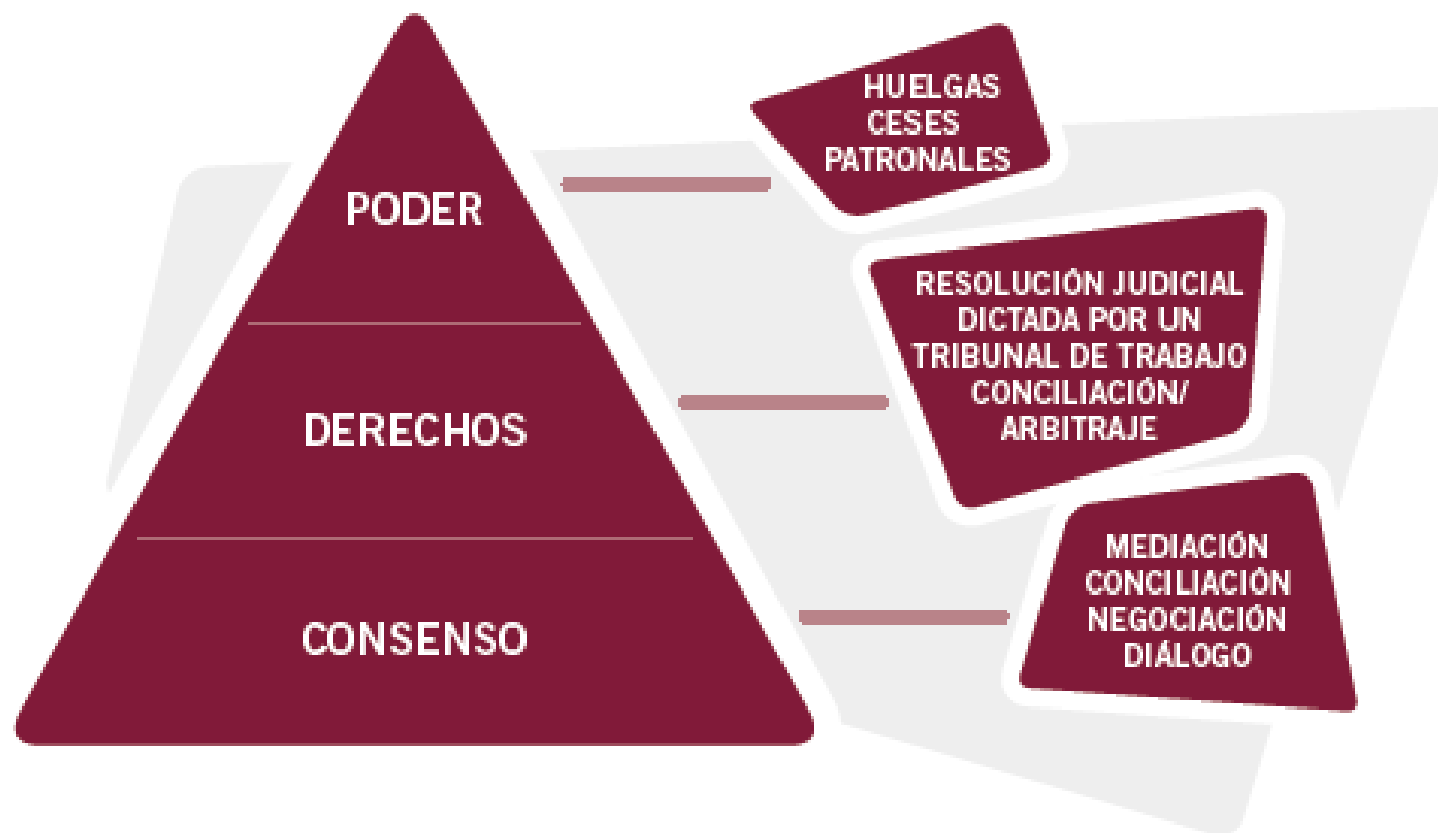 PODER
HUELGAS
CESES
PATRONALES
DERECHOS
RESOLUCIÓN JUDICIAL
DICTADA POR UN
TRIBUNAL DE TRABAJO
CONCILIACIÓN/
ARBITRAJE
CONSENSO
MEDIACIÓN
CONCILIACIÓN
NEGOCIACIÓN
DIÁLOGO